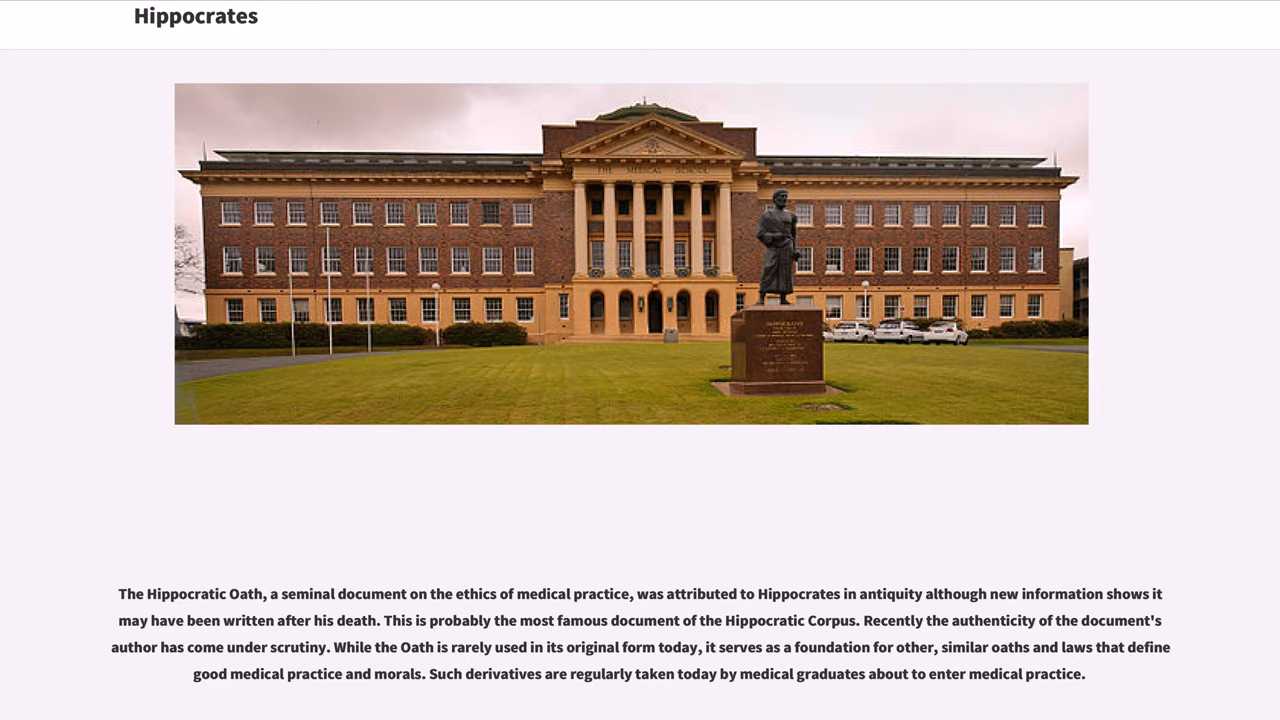 Hippocrates
THE MEDICAL SCHOOL
HIPPOCRATES
The Hippocratic Oath, a seminal document on the ethics of medical practice, was attributed to Hippocrates in antiquity although new information shows it
may have been written after his death. This is probably the most famous document of the Hippocratic Corpus. Recently the authenticity of the document's
author has come under scrutiny. While the Oath is rarely used in its original form today, it serves as a foundation for other, similar oaths and laws that define
good medical practice and morals. Such derivatives are regularly taken today by medical graduates about to enter medical practice.